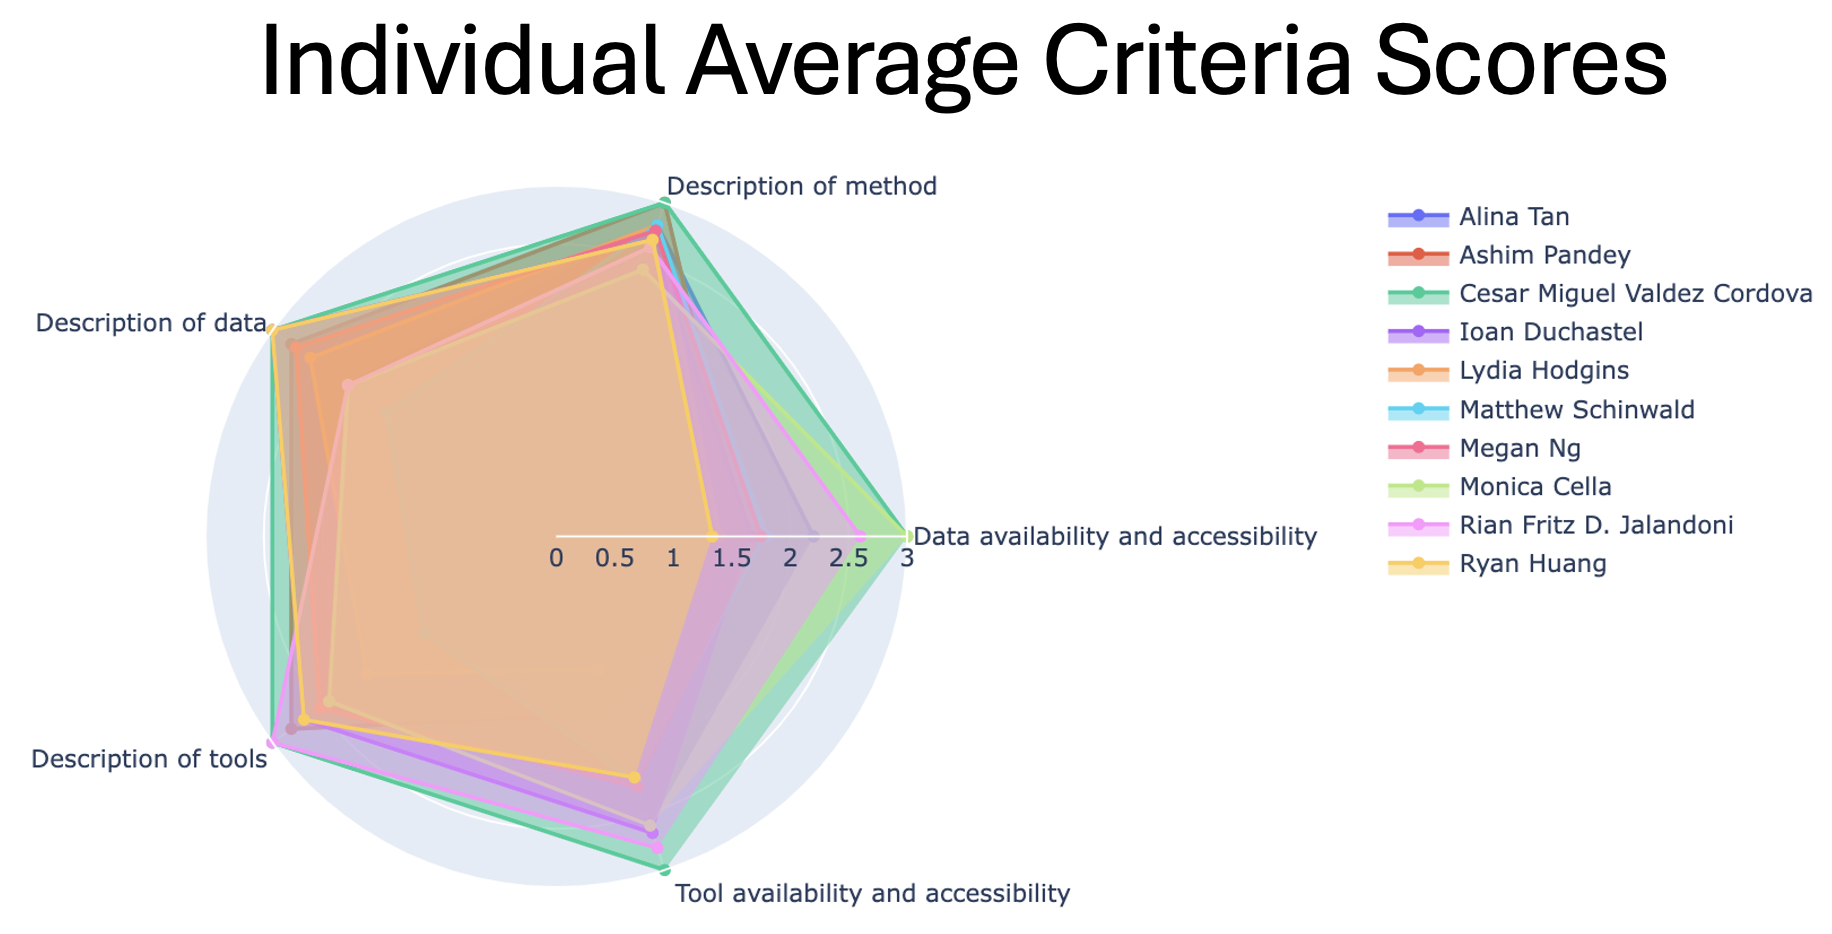 Individual Average Criteria Scores
Description of method
Description of data
Data availability and accessibility
0 0.5 1 1.5 2 2.5 3
Description of tools
Tool availability and accessibility
Alina Tan
Ashim Pandey
Cesar Miguel Valdez Cordova
Ioan Duchastel
Lydia Hodgins
Matthew Schinwald
Megan Ng
Monica Cella
Rian Fritz D. Jalandoni
Ryan Huang